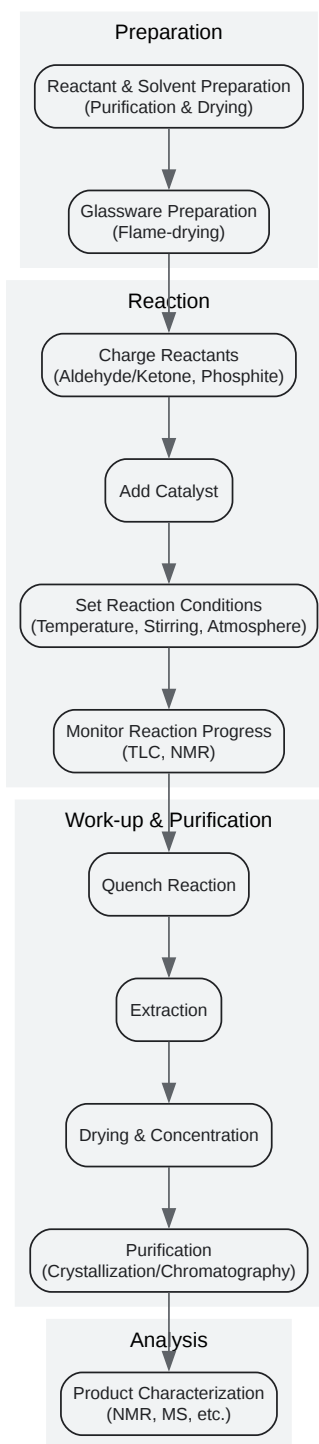 Preparation
Reactant & Solvent Preparation
(Purification & Drying)
Glassware Preparation
(Flame-drying)
Reaction
Charge Reactants
(Aldehyde/Ketone, Phosphite)
Add Catalyst
Set Reaction Conditions
(Temperature, Stirring, Atmosphere)
Monitor Reaction Progress
(TLC, NMR)
Work-up & Purification
Quench Reaction
Extraction
Drying & Concentration
Purification
(Crystallization/Chromatography)
Analysis
Product Characterization
(NMR, MS, etc.)